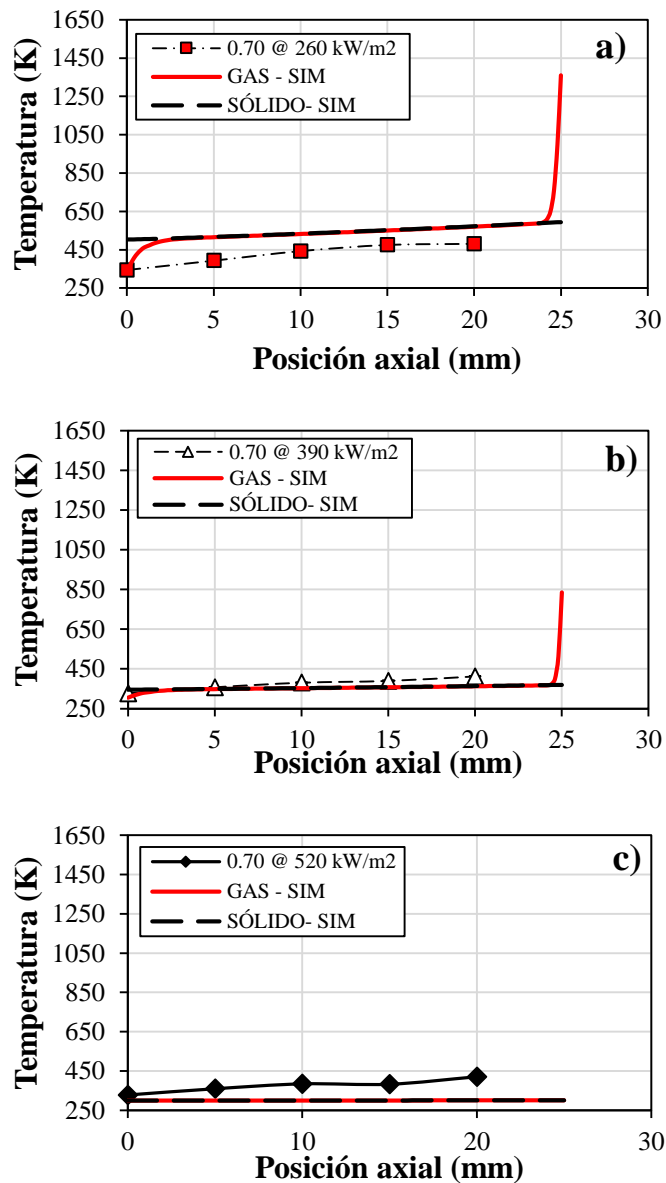 1650
1450
1250
1050
850
650
450
250
Temperatura (K)
0.70 @ 260 kW/m2
GAS - SIM
SÓLIDO- SIM
a)
0 5 10 15 20 25 30
Posición axial (mm)
1650
1450
1250
1050
850
650
450
250
Temperatura (K)
0.70 @ 390 kW/m2
GAS - SIM
SÓLIDO- SIM
b)
0 5 10 15 20 25 30
Posición axial (mm)
1650
1450
1250
1050
850
650
450
250
Temperatura (K)
0.70 @ 520 kW/m2
GAS - SIM
SÓLIDO- SIM
c)
0 10 20 30
Posición axial (mm)